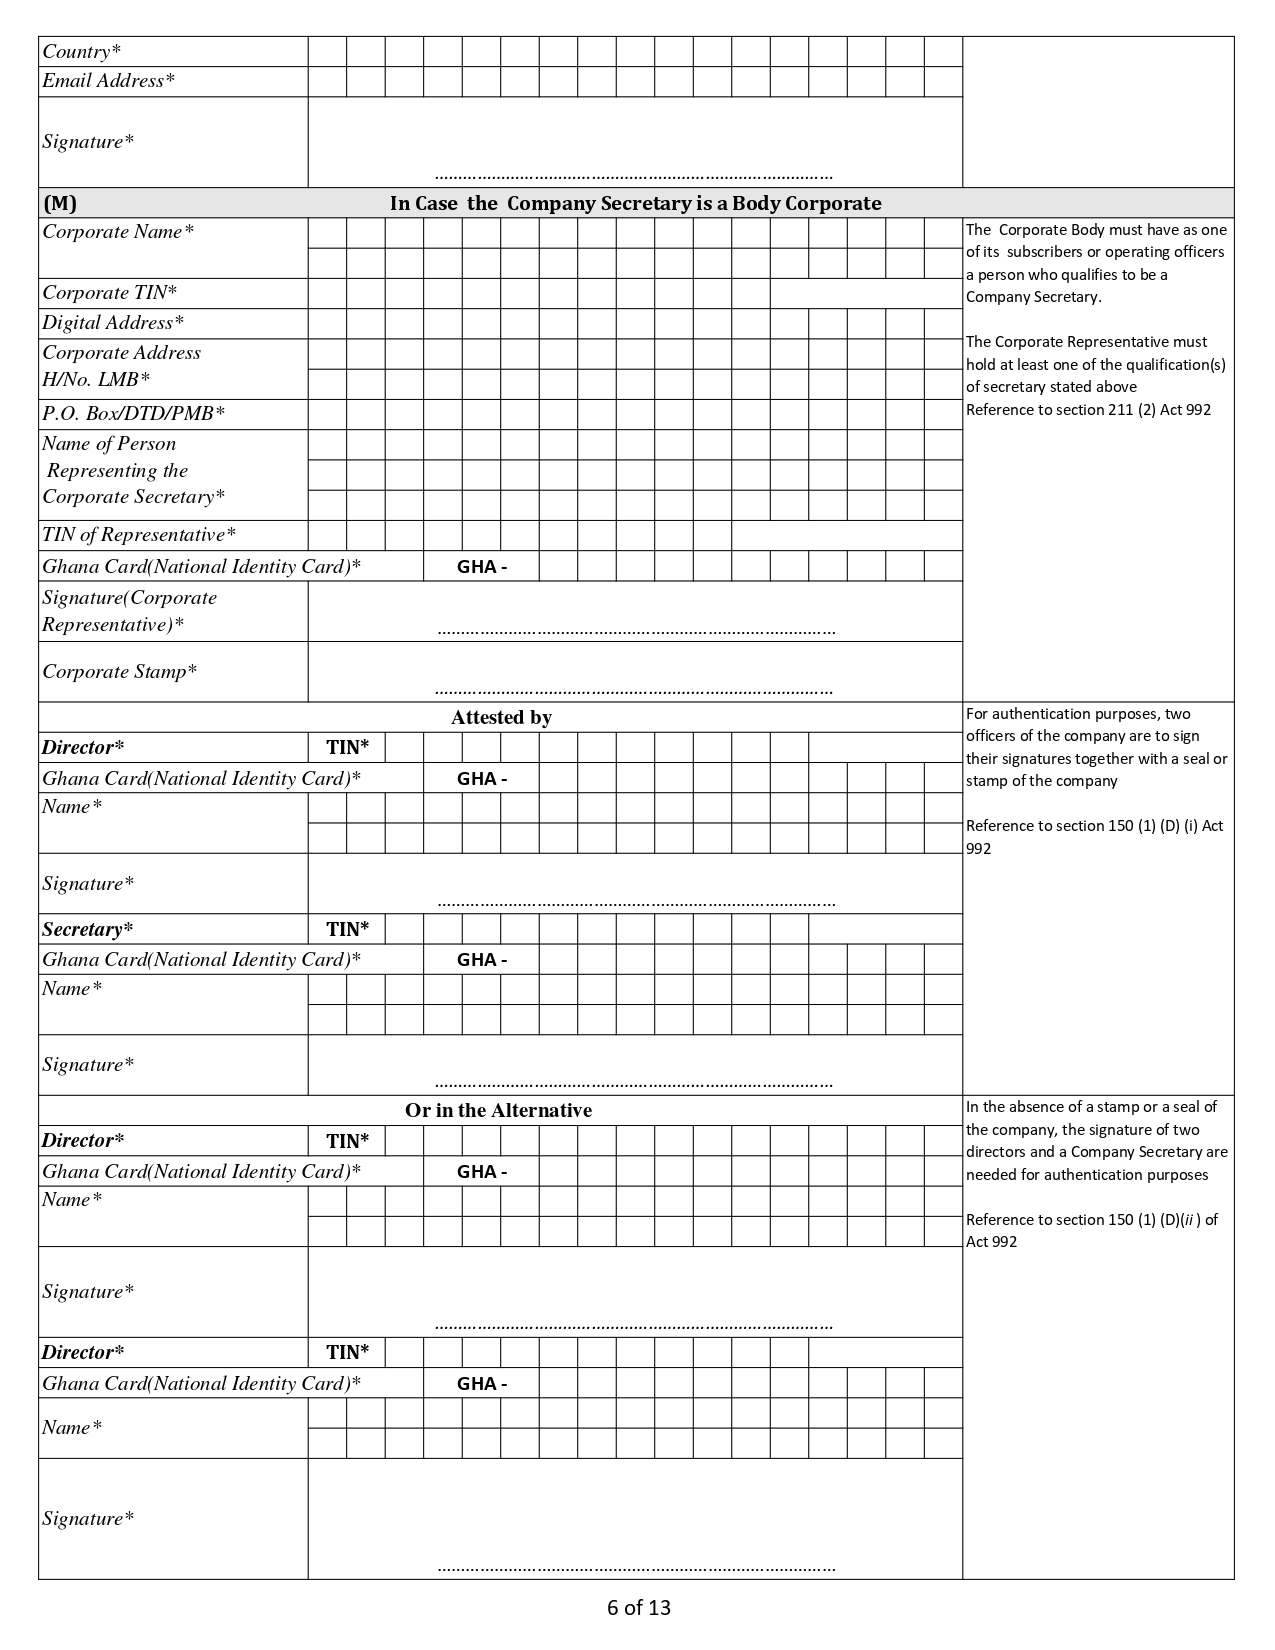 Country*
Email Address*
Signature*
................................................................................
(M) In Case the Company Secretary is a Body Corporate
Corporate Name*
The Corporate Body must have as one
of its subscribers or operating officers
a person who qualifies to be a
Company Secretary.
Corporate TIN*
Digital Address*
Corporate Address
H/No. LMB*
The Corporate Representative must
hold at least one of the qualification(s)
of secretary stated above
Reference to section 211 (2) Act 992
P.O. Box/DTD/PMB*
Name of Person
Representing the
Corporate Secretary*
TIN of Representative*
Ghana Card(National Identity Card)* GHA -
Signature(Corporate
Representative)*
................................................................................
Corporate Stamp*
................................................................................
Attested by
For authentication purposes, two
officers of the company are to sign
their signatures together with a seal or
stamp of the company
Reference to section 150 (1) (D) (i) Act
992
Director* TIN*
Ghana Card(National Identity Card)* GHA -
Name*
Signature*
................................................................................
Secretary* TIN*
Ghana Card(National Identity Card)* GHA -
Name*
Signature*
................................................................................
Or in the Alternative
In the absence of a stamp or a seal of
the company, the signature of two
directors and a Company Secretary are
needed for authentication purposes
Reference to section 150 (1) (D)(ii ) of
Act 992
Director* TIN*
Ghana Card(National Identity Card)* GHA -
Name*
Signature*
................................................................................
Director* TIN*
Ghana Card(National Identity Card)* GHA -
Name*
Signature*
................................................................................
6 of 13